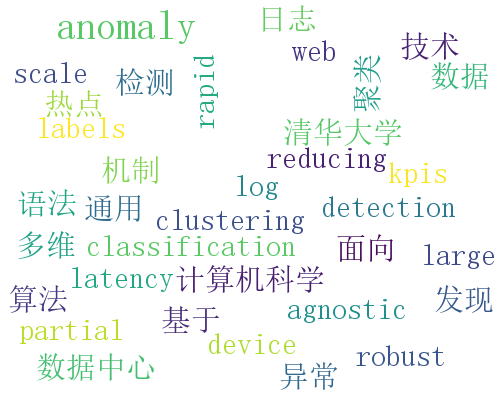 anomaly
日志
web
技术
scale
检测
rapid
聚类
数据
热点
labels
清华大学
机制
reducing
kpis
log
语法
通用
clustering
detection
多维
classification
面向
large
latency
计算机科学
算法
基于
agnostic
发现
partial
device
robust
数据中心
异常